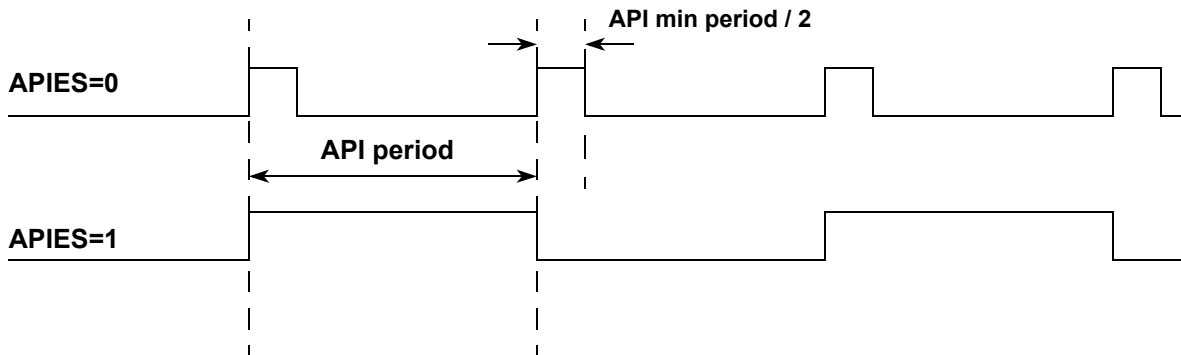 API min period / 2
APIES=0
API period
APIES=1